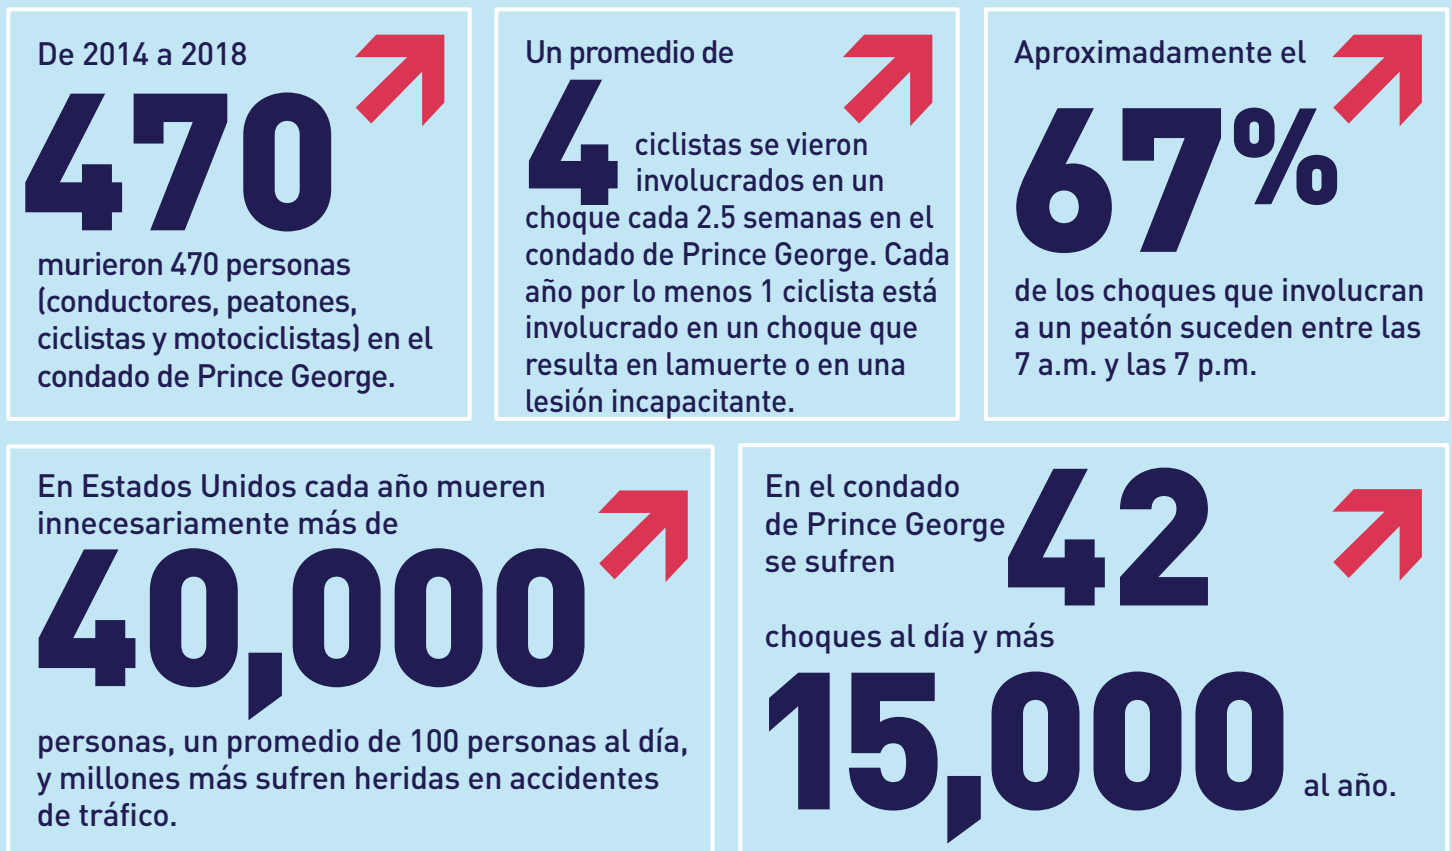 De 2014 a 2018
470
murieron 470 personas
(conductores, peatones,
ciclistas y motociclistas) en el
condado de Prince George.
Un promedio de
4 ciclistas se vieron
involucrados en un
choque cada 2.5 semanas en el
condado de Prince George. Cada
año por lo menos 1 ciclista está
involucrado en un choque que
resulta en lamuerte o en una
lesión incapacitante.
Aproximadamente el
67%
de los choques que involucran
a un peatón suceden entre las
7 a.m. y las 7 p.m.
En Estados Unidos cada año mueren
innecesariamente más de
40,000
personas, un promedio de 100 personas al día,
y millones más sufren heridas en accidentes
de tráfico.
En el condado
de Prince George
se sufren 42
choques al día y más
15,000 al año.